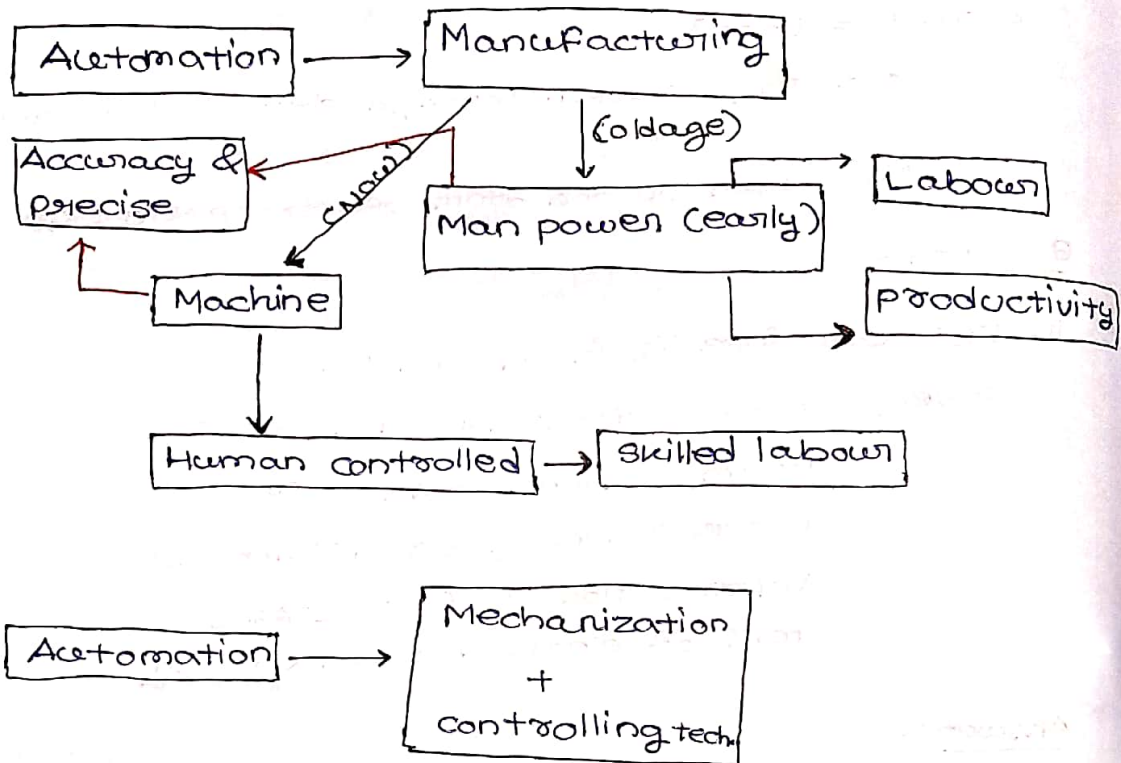 Automation
Manufacturing
(oldage)
(Now)
Accuracy &
precise
Man power (early)
Labour
Machine
productivity
Human controlled
skilled labour
Automation
Mechanization
+
controlling tech.